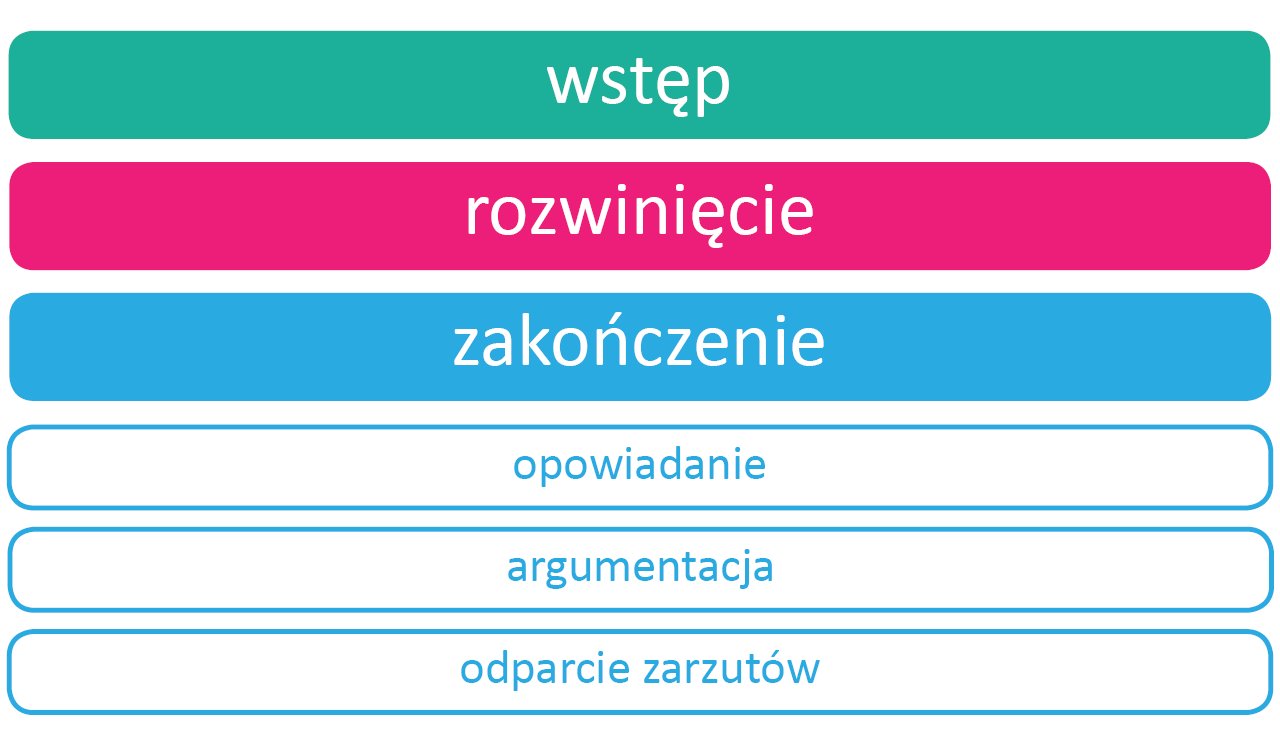 wstęp
rozwinięcie
zakończenie
opowiadanie
argumentacja
odparcie zarzutów